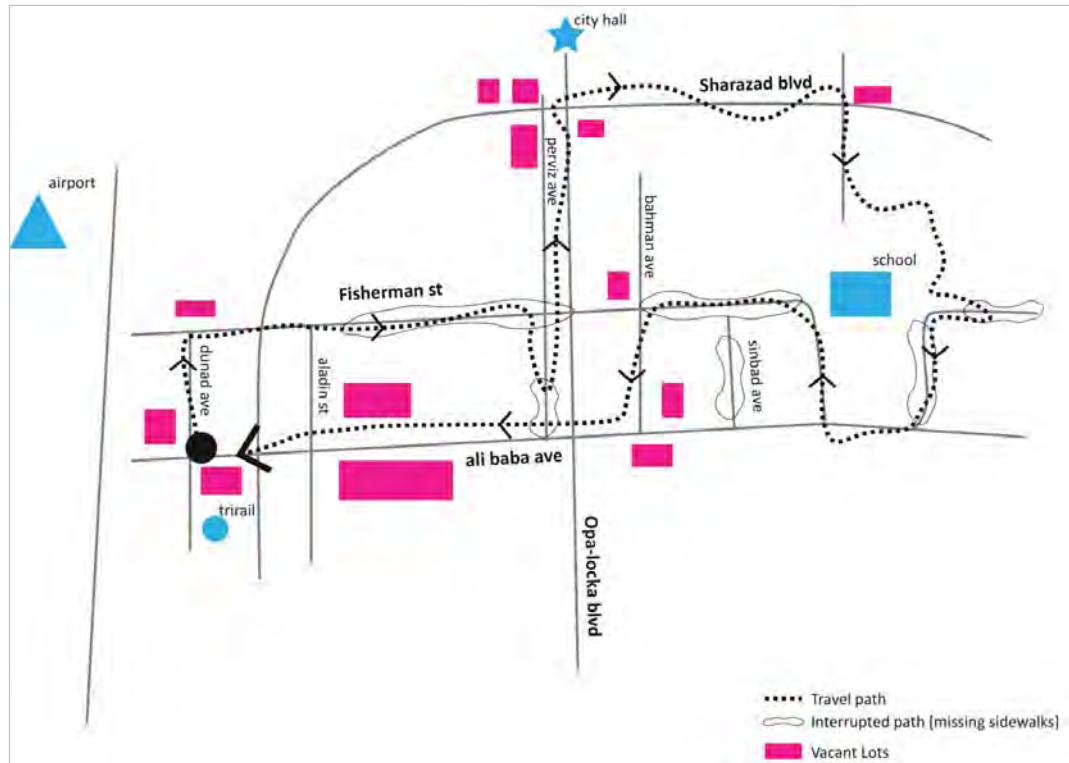 city hall
Sharazad blvd
perviz ave
airport
bahman ave
school
Fisherman st
dunad ave
aladin st
sinbad ave
ali baba ave
trirail
Opa-locka blvd
Travel path
Interrupted path [missing sidewalks]
Vacant Lots